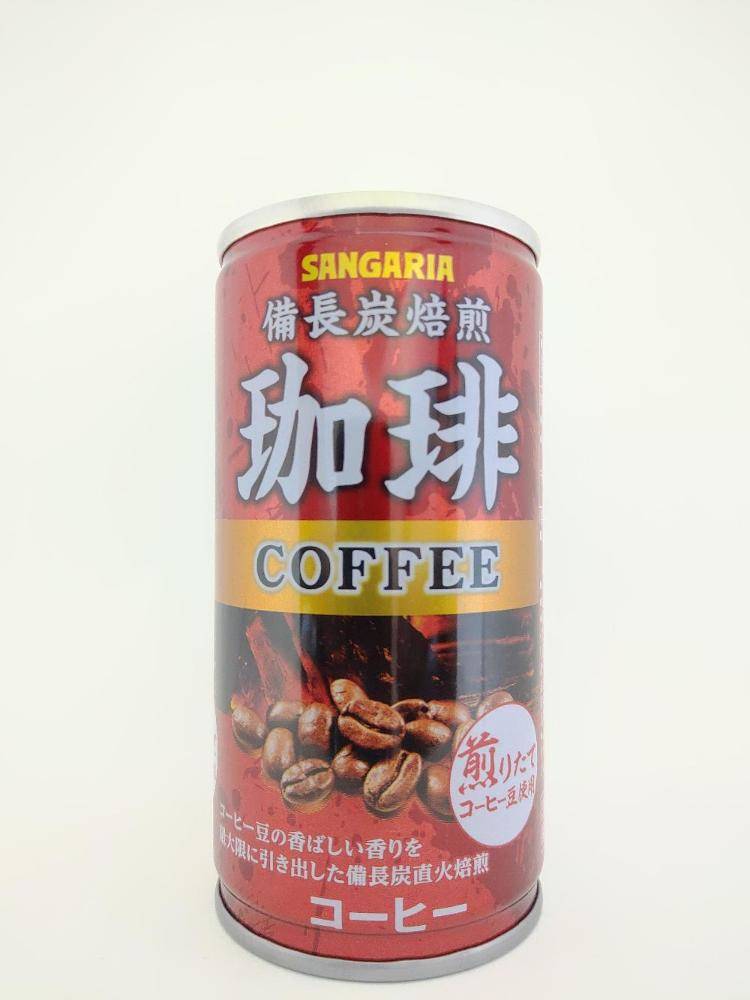 SANGARIA
備長炭焙煎
珈琲
COFFEE
煎りたて
コーヒー豆使用
コーヒー豆の香ばしい香りを
最大限に引き出した備長炭直火焙煎
コーヒー